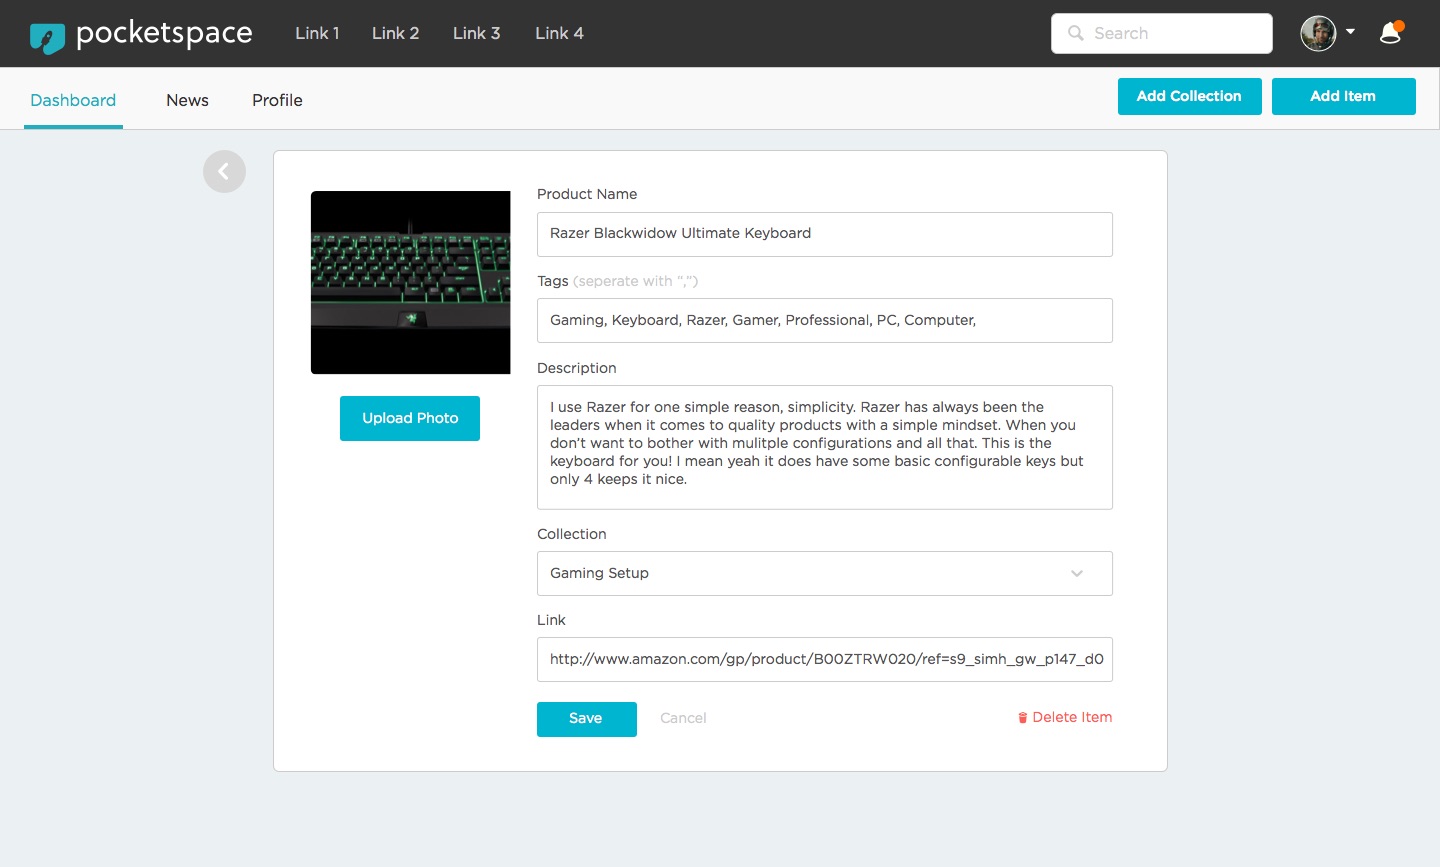 pocketspace
Link 1
Link 2
Link 3
Link 4
Search
Dashboard
News
Profile
Add Collection
Add Item
Product Name
Razer Blackwidow Ultimate Keyboard
Tags (seperate with “,”)
Gaming, Keyboard, Razer, Gamer, Professional, PC, Computer,
Upload Photo
Description
I use Razer for one simple reason, simplicity. Razer has always been the
leaders when it comes to quality products with a simple mindset. When you
don’t want to bother with mulitple configurations and all that. This is the
keyboard for you! I mean yeah it does have some basic configurable keys but
only 4 keeps it nice.
Collection
Gaming Setup
Link
http://www.amazon.com/gp/product/B00ZTRW020/ref=s9_simh_gw_p147_d0
Save
Cancel
Delete Item